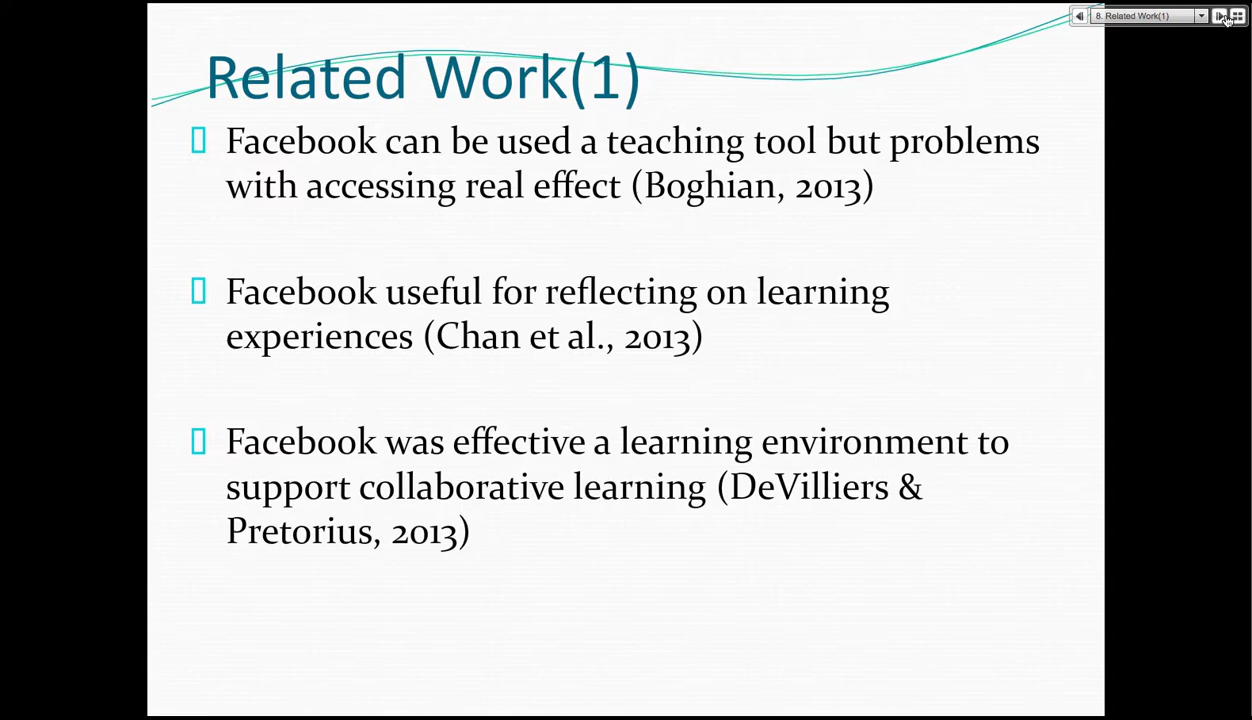 8. Related Work(1)
Related Work(1)
Facebook can be used a teaching tool but problems
with accessing real effect (Boghian, 2013)
Facebook useful for reflecting on learning
experiences (Chan et al., 2013)
Facebook was effective a learning environment to
support collaborative learning (DeVilliers &
Pretorius, 2013)